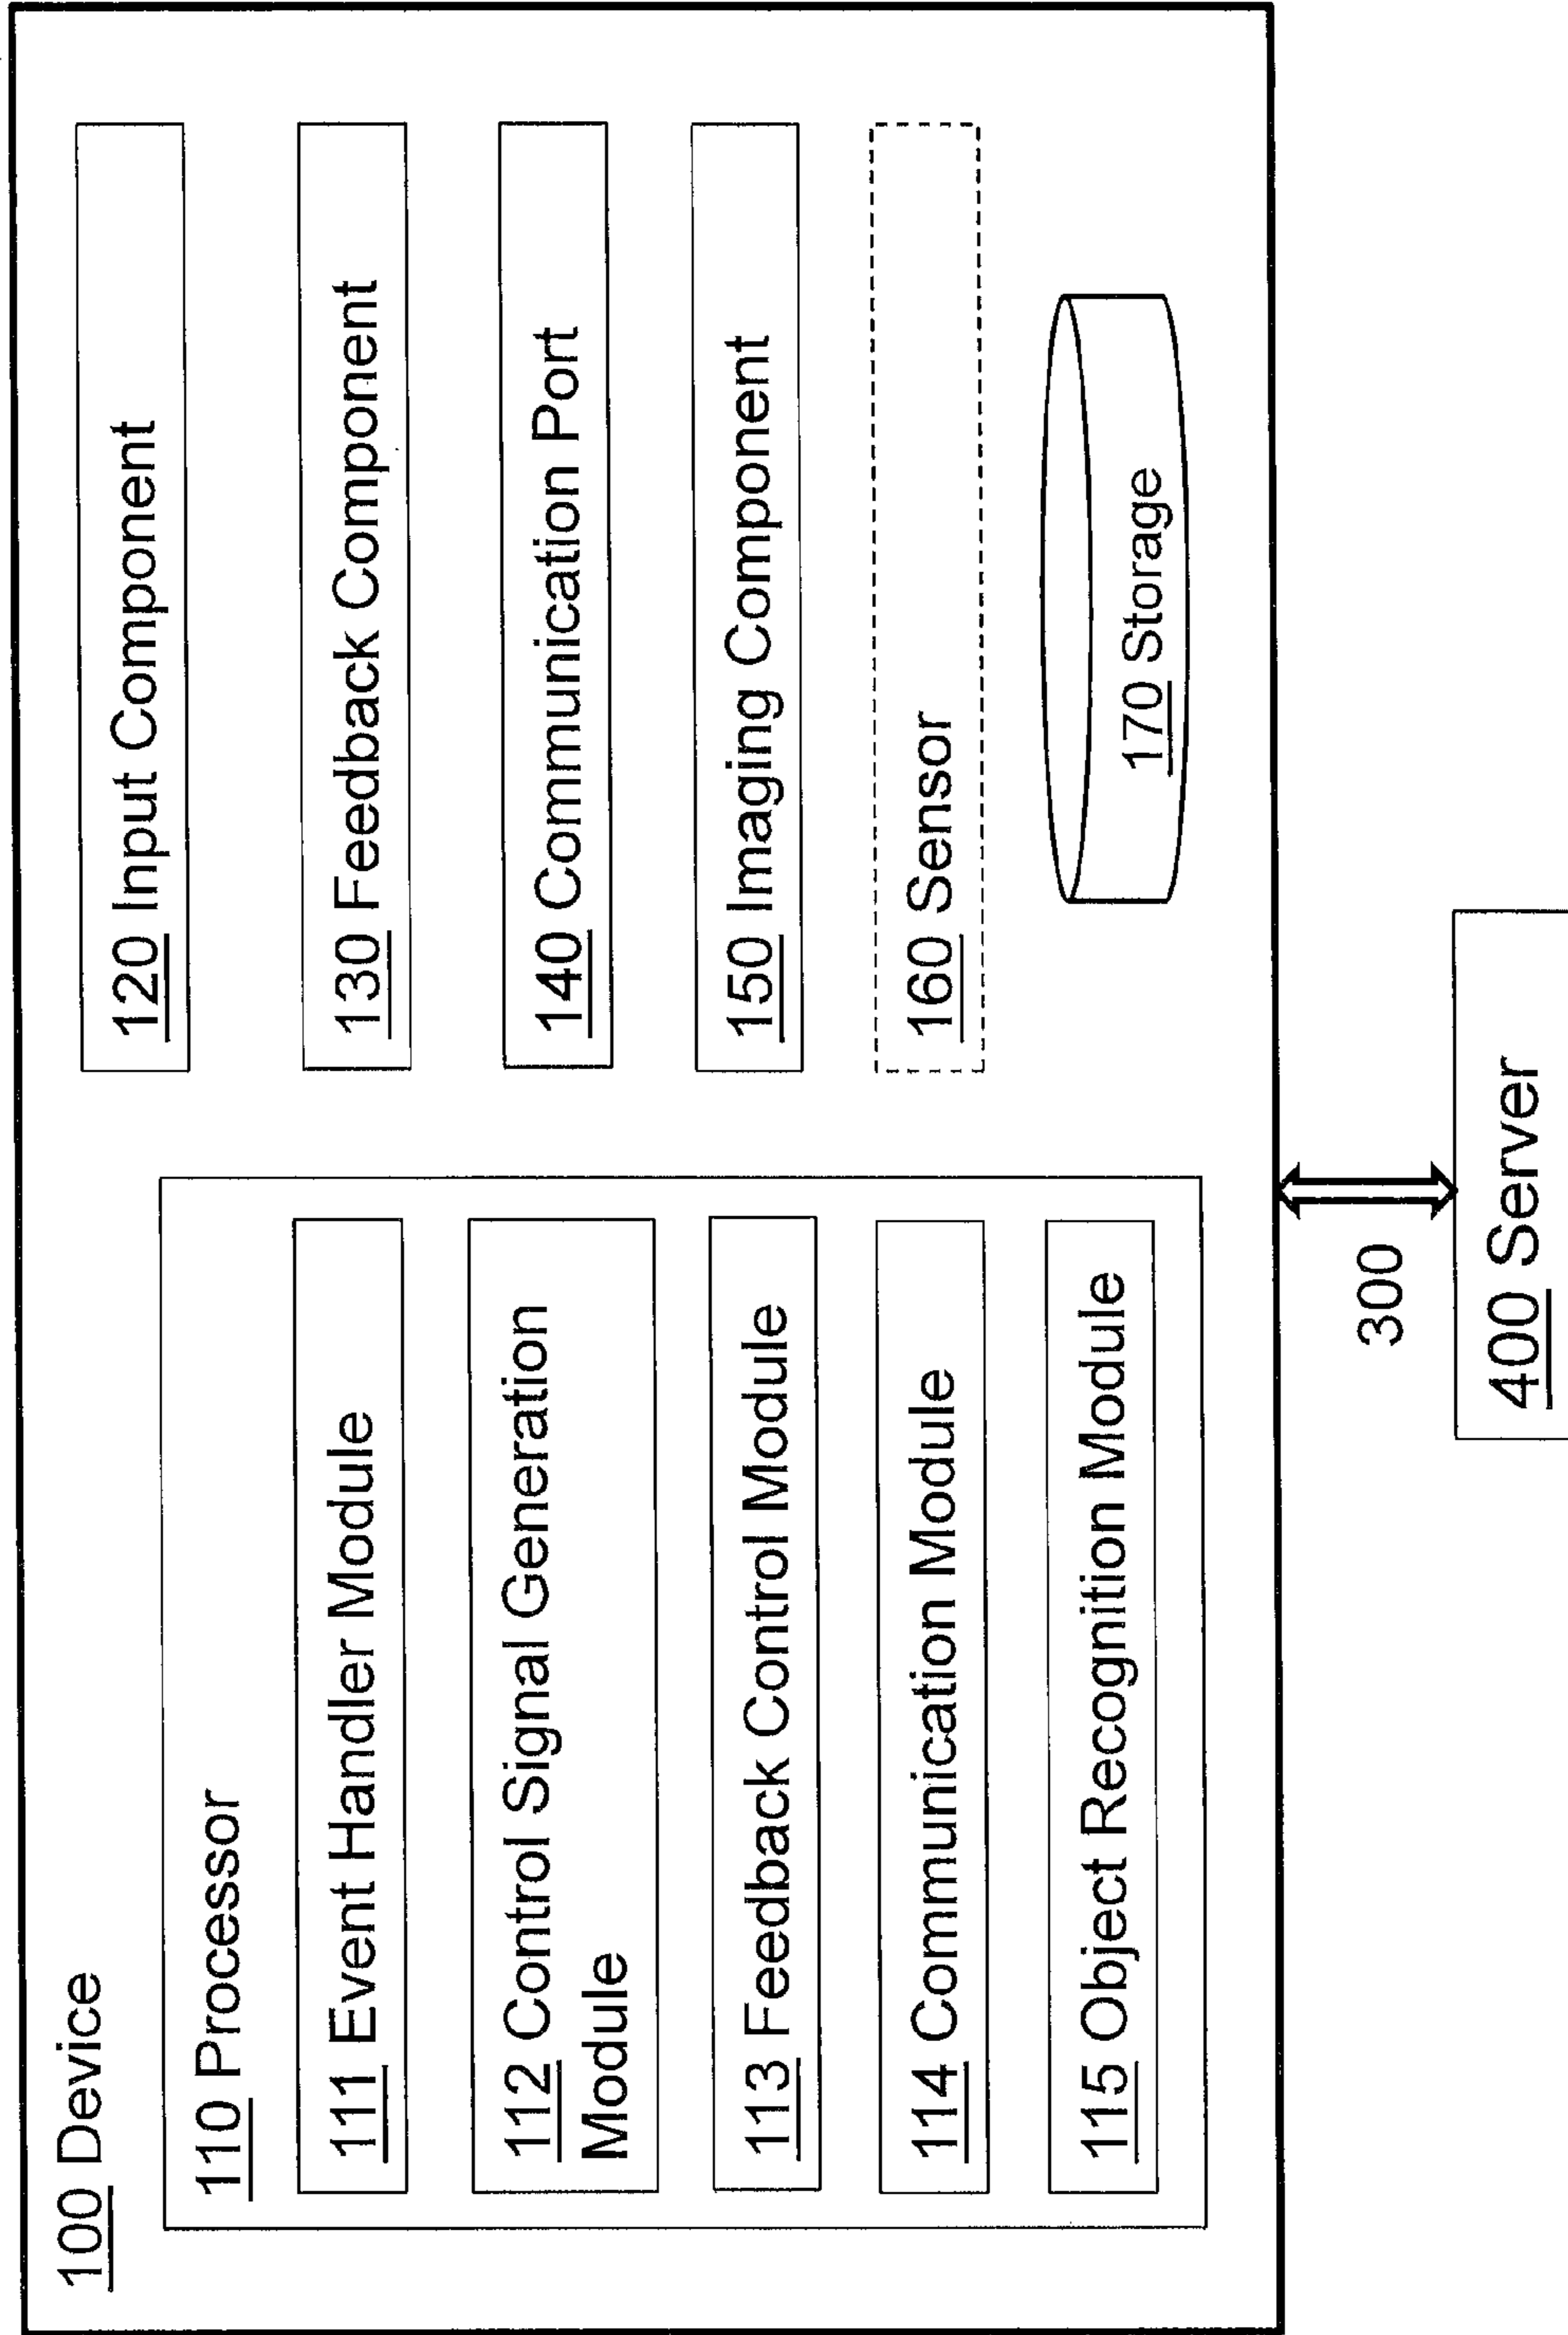 100 Device
110 Processor
111 Event Handler Module
112 Control Signal Generation
Module
113 Feedback Control Module
114 Communication Module
115 Object Recognition Module
120 Input Component
130 Feedback Component
140 Communication Port
150 Imaging Component
160 Sensor
170 Storage
300
400 Server